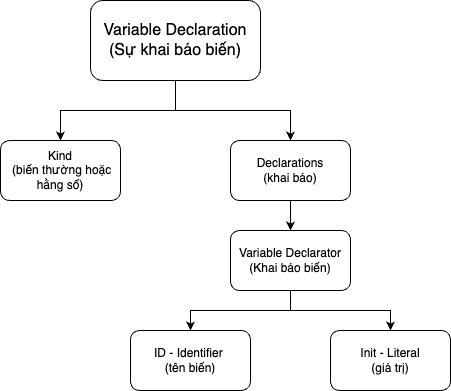 Variable Declaration
(Sự khai báo biến)
Kind
(biến thường hoặc
hằng số)
Declarations
(khai báo)
Variable Declarator
(Khai báo biến)
ID - Identifier
(tên biến)
Init - Literal
(giá trị)